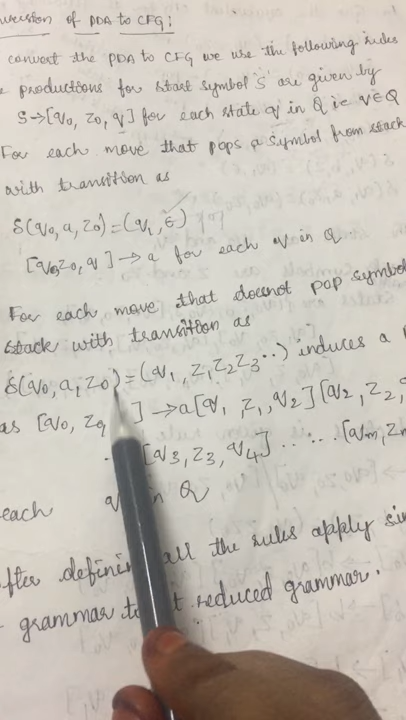 of PDA to CFG:
convert the PDA to CFG we use the following rules
productions for start symbol 'S' are given by
S→[q0, z0, q] for each state q in Q ie q∈Q
For each move that pops a symbol from stack
with transition as
δ(q0, a, z0)=(q1, ϵ)
[q0 z0, q] → a for each q in Q
For each move that doesnot pop symbol
stack with transition as
δ(q0, a, z0)=(q1, z1 z2 z3 ..) induces a
as [q0, z0, ] → a[q1 z1, q2] [q2, z2,
[q3, z3, q4] .. ... [qm, zm
each in Q
After all the rules apply
grammar reduced grammar.